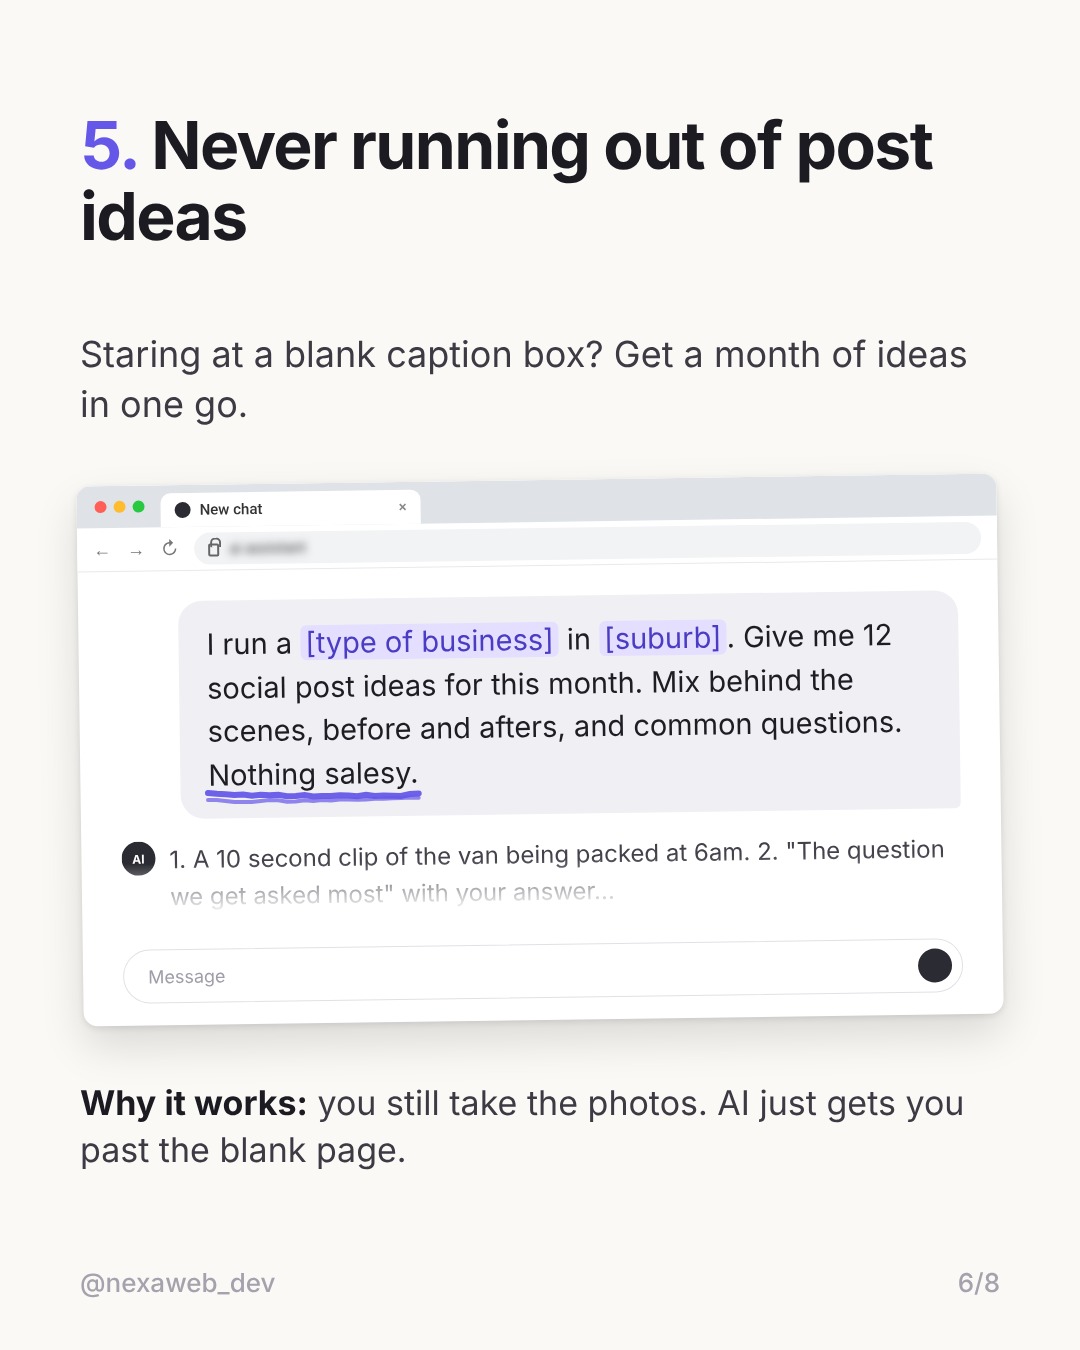 5. Never running out of post
ideas
Staring at a blank caption box? Get a month of ideas
in one go.
New chat
I run a [type of business] in [suburb]. Give me 12
social post ideas for this month. Mix behind the
scenes, before and afters, and common questions.
Nothing salesy.
AI
1. A 10 second clip of the van being packed at 6am. 2. "The question
we get asked most" with your answer...
Message
Why it works: you still take the photos. AI just gets you
past the blank page.
@nexaweb_dev
6/8